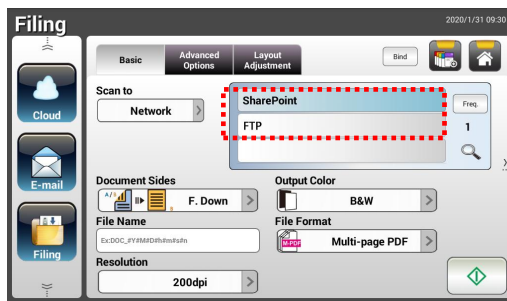 Filing
2020/1/31 09:30
Basic
Advanced
Options
Layout
Adjustment
Bind
Cloud
E-mail
Filing
Scan to
Network
SharePoint
FTP
Freq.
1
Document Sides
F. Down
Output Color
B&W
File Name
Ex:DOC_#Y#M#D#h#m#s#n
File Format
M-PDF
Multi-page PDF
Resolution
200dpi